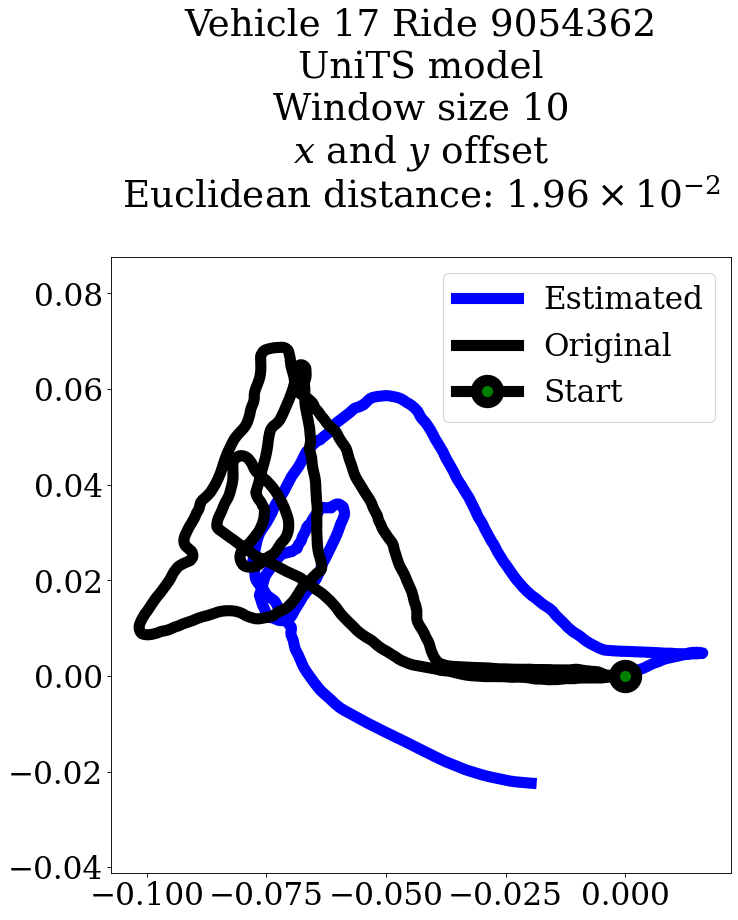 Vehicle 17 Ride 9054362
UniTS model
Window size 10
x and y offset
Euclidean distance: 1.96 × 10⁻²
Estimated
Original
Start
0.08
0.06
0.04
0.02
0.00
−0.02
−0.04
−0.100 −0.075 −0.050 −0.025 0.000